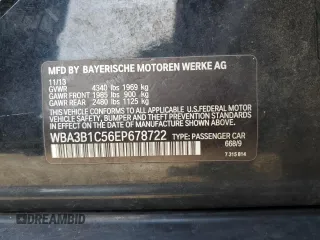 MFD BY BAYERISCHE MOTOREN WERKE AG
11/13
GVWR 4340 lbs 1969 kg
GAWR FRONT 1985 lbs 900 kg
GAWR REAR 2480 lbs 1125 kg
THIS VEHICLE CONFORMS TO ALL APPLICABLE
FEDERAL MOTOR VEHICLE SAFETY, BUMPER,
AND THEFT PREVENTION STANDARDS IN EFFECT
ON THE DATE OF MANUFACTURE SHOWN ABOVE.
WBA3B1C56EP678722 TYPE: PASSENGER CAR
668/9
AUTOBIDMASTER